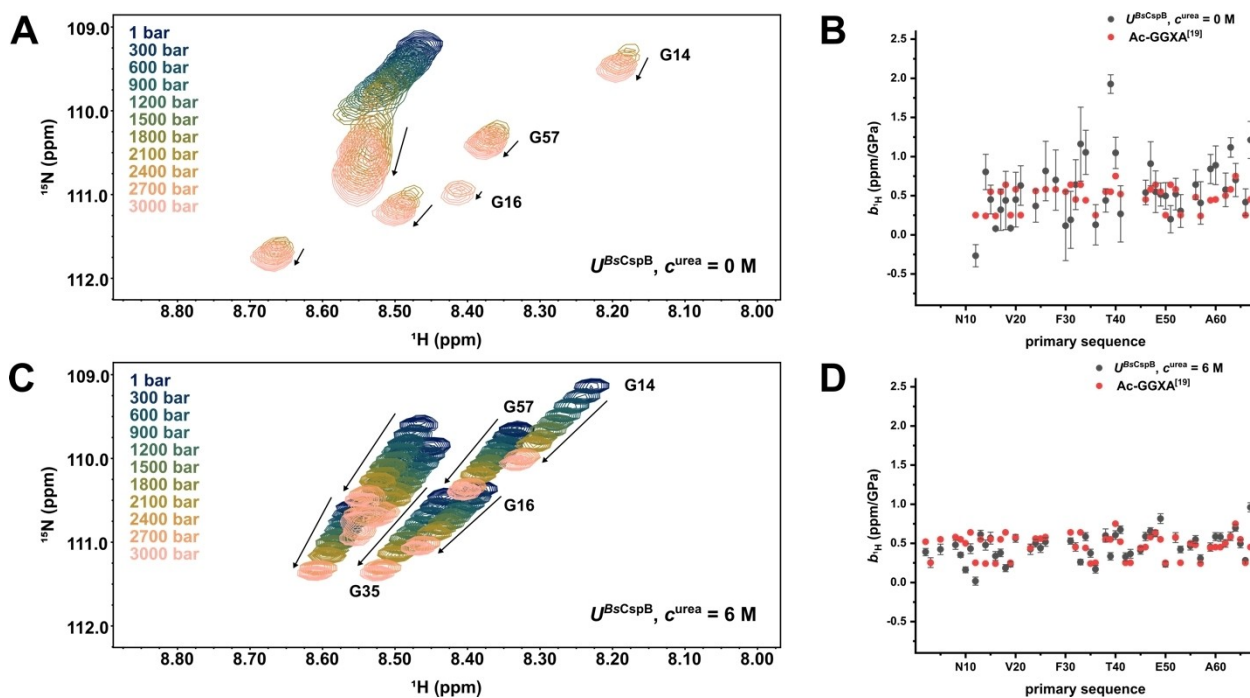 A
109.0
110.0
111.0
112.0
¹⁵N (ppm)
1 bar
300 bar
600 bar
900 bar
1200 bar
1500 bar
1800 bar
2100 bar
2400 bar
2700 bar
3000 bar
G14
G57
G16
U^BsCspB, c^urea = 0 M
8.80 8.70 8.60 8.50 8.40 8.30 8.20 8.10 8.00
¹H (ppm)
B
U^BsCspB, c^urea = 0 M
Ac-GGXA[19]
2.5
2.0
1.5
1.0
0.5
0.0
-0.5
b¹H (ppm/GPa)
N10 V20 F30 T40 E50 A60
primary sequence
C
109.0
110.0
111.0
112.0
¹⁵N (ppm)
1 bar
300 bar
600 bar
900 bar
1200 bar
1500 bar
1800 bar
2100 bar
2400 bar
2700 bar
3000 bar
G14
G57
G16
G35
U^BsCspB, c^urea = 6 M
8.80 8.70 8.60 8.50 8.40 8.30 8.20 8.10 8.00
¹H (ppm)
D
U^BsCspB, c^urea = 6 M
Ac-GGXA[19]
2.5
2.0
1.5
1.0
0.5
0.0
-0.5
b¹H (ppm/GPa)
N10 V20 F30 T40 E50 A60
primary sequence